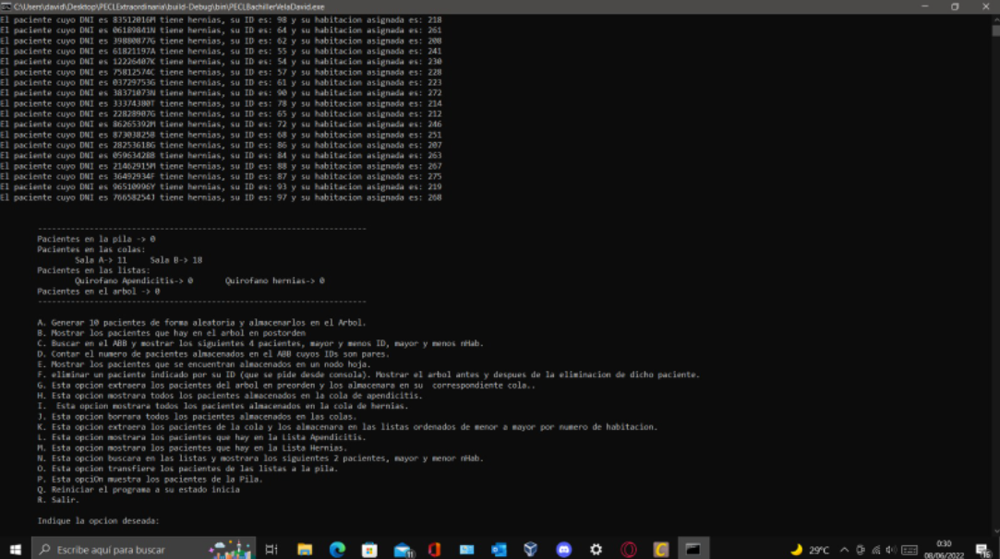 C:\Users\david\Desktop\PECLExtraordinaria\build-Debug\bin\PECLBachillerVelaDavid.exe
El paciente cuyo DNI es 83512016M tiene hernias, su ID es: 98 y su habitacion asignada es: 218
El paciente cuyo DNI es 06189841N tiene hernias, su ID es: 64 y su habitacion asignada es: 261
El paciente cuyo DNI es 39880877G tiene hernias, su ID es: 62 y su habitacion asignada es: 208
El paciente cuyo DNI es 61821197A tiene hernias, su ID es: 55 y su habitacion asignada es: 241
El paciente cuyo DNI es 12226407K tiene hernias, su ID es: 54 y su habitacion asignada es: 230
El paciente cuyo DNI es 75812574C tiene hernias, su ID es: 57 y su habitacion asignada es: 228
El paciente cuyo DNI es 03729753G tiene hernias, su ID es: 61 y su habitacion asignada es: 223
El paciente cuyo DNI es 38371073N tiene hernias, su ID es: 90 y su habitacion asignada es: 272
El paciente cuyo DNI es 33374380T tiene hernias, su ID es: 78 y su habitacion asignada es: 214
El paciente cuyo DNI es 22828907G tiene hernias, su ID es: 65 y su habitacion asignada es: 212
El paciente cuyo DNI es 86265392M tiene hernias, su ID es: 72 y su habitacion asignada es: 246
El paciente cuyo DNI es 87303825B tiene hernias, su ID es: 68 y su habitacion asignada es: 251
El paciente cuyo DNI es 28253618G tiene hernias, su ID es: 86 y su habitacion asignada es: 207
El paciente cuyo DNI es 05963428B tiene hernias, su ID es: 84 y su habitacion asignada es: 263
El paciente cuyo DNI es 21462915M tiene hernias, su ID es: 88 y su habitacion asignada es: 267
El paciente cuyo DNI es 36492934F tiene hernias, su ID es: 87 y su habitacion asignada es: 275
El paciente cuyo DNI es 96510996Y tiene hernias, su ID es: 93 y su habitacion asignada es: 219
El paciente cuyo DNI es 76658254J tiene hernias, su ID es: 97 y su habitacion asignada es: 268
----------------------------------------------------------------------
Pacientes en la pila -> 0
Pacientes en las colas:
Sala A-> 11 Sala B-> 18
Pacientes en las listas:
Quirofano Apendicitis-> 0 Quirofano hernias-> 0
Pacientes en el arbol -> 0
----------------------------------------------------------------------
A. Generar 10 pacientes de forma aleatoria y almacenarlos en el Arbol.
B. Mostrar los pacientes que hay en el arbol en postorden
C. Buscar en el ABB y mostrar los siguientes 4 pacientes, mayor y menos ID, mayor y menos nHab.
D. Contar el numero de pacientes almacenados en el ABB cuyos IDs son pares.
E. Mostrar los pacientes que se encuentran almacenados en un nodo hoja.
F. eliminar un paciente indicado por su ID (que se pide desde consola). Mostrar el arbol antes y despues de la eliminacion de dicho paciente.
G. Esta opcion extraera los pacientes del arbol en preorden y los almacenara en su correspondiente cola..
H. Esta opcion mostrara todos los pacientes almacenados en la cola de apendicitis.
I. Esta opcion mostrara todos los pacientes almacenados en la cola de hernias.
J. Esta opcion borrara todos los pacientes almacenados en las colas.
K. Esta opcion extraera los pacientes de la cola y los almacenara en las listas ordenados de menor a mayor por numero de habitacion.
L. Esta opcion mostrara los pacientes que hay en la Lista Apendicitis.
M. Esta opcion mostrara los pacientes que hay en la Lista Hernias.
N. Esta opcion buscara en las listas y mostrara los siguientes 2 pacientes, mayor y menor nHab.
O. Esta opcion transfiere los pacientes de las listas a la pila.
P. Esta opciOn muestra los pacientes de la Pila.
Q. Reiniciar el programa a su estado inicia
R. Salir.
Indique la opcion deseada:
Escribe aquí para buscar
11
29°C
0:30
08/06/2022
16